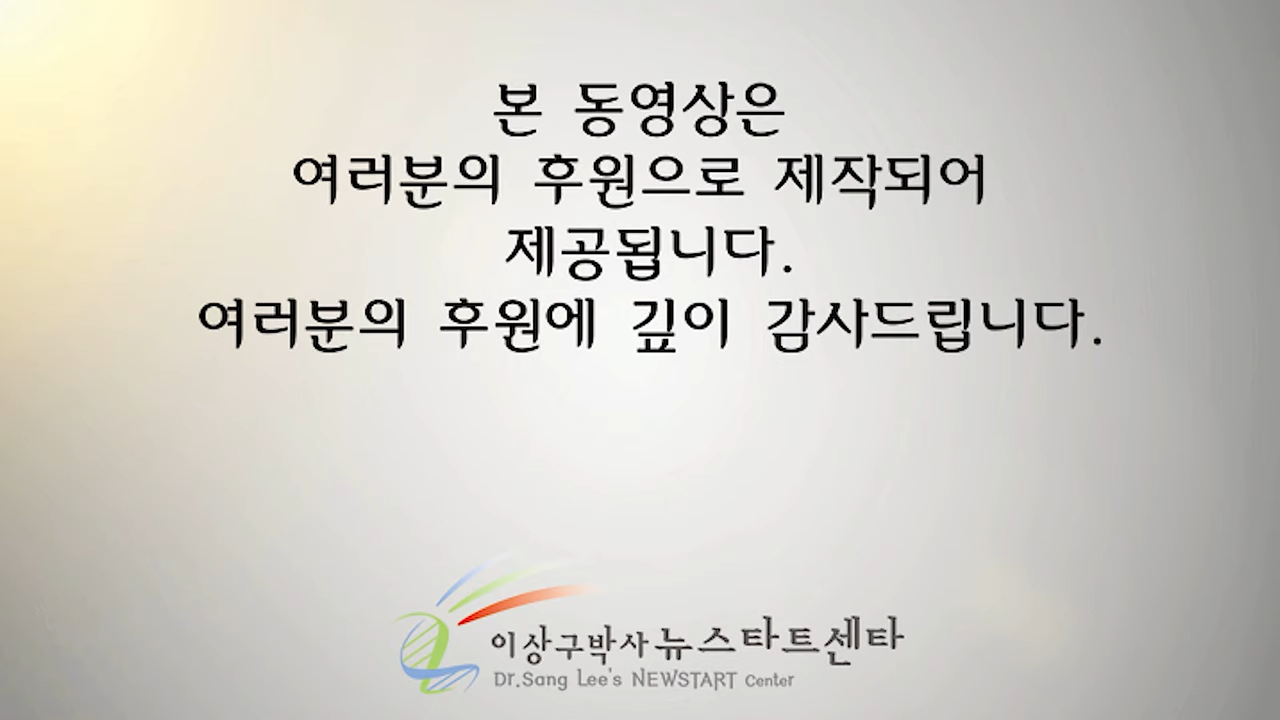 본 동영상은
여러분의 후원으로 제작되어
제공됩니다.
여러분의 후원에 깊이 감사드립니다.
이상구박사 뉴스타트센타
Dr.Sang Lee's NEWSTART Center